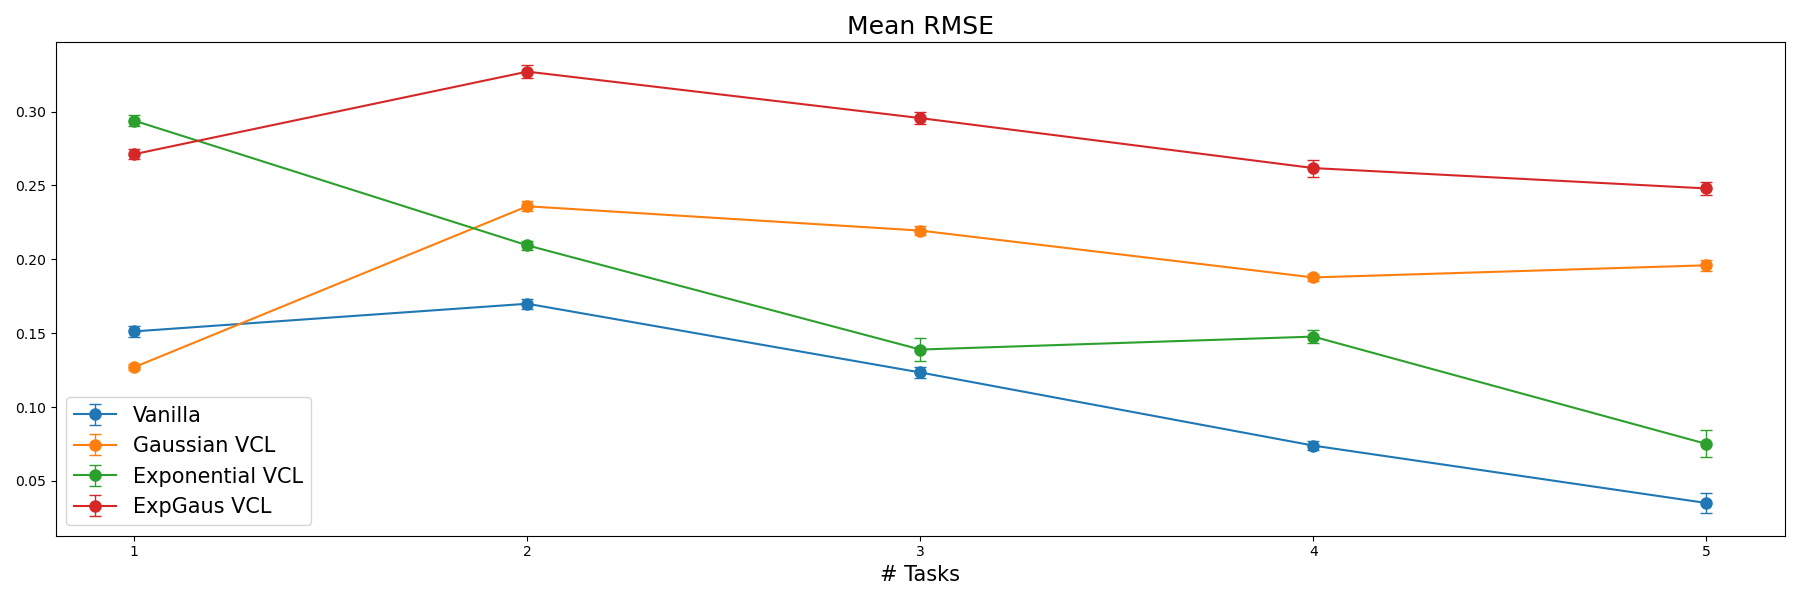 Mean RMSE
0.30
0.25
0.20
0.15
0.10
0.05
Vanilla
Gaussian VCL
Exponential VCL
ExpGaus VCL
1 2 3 4 5
# Tasks